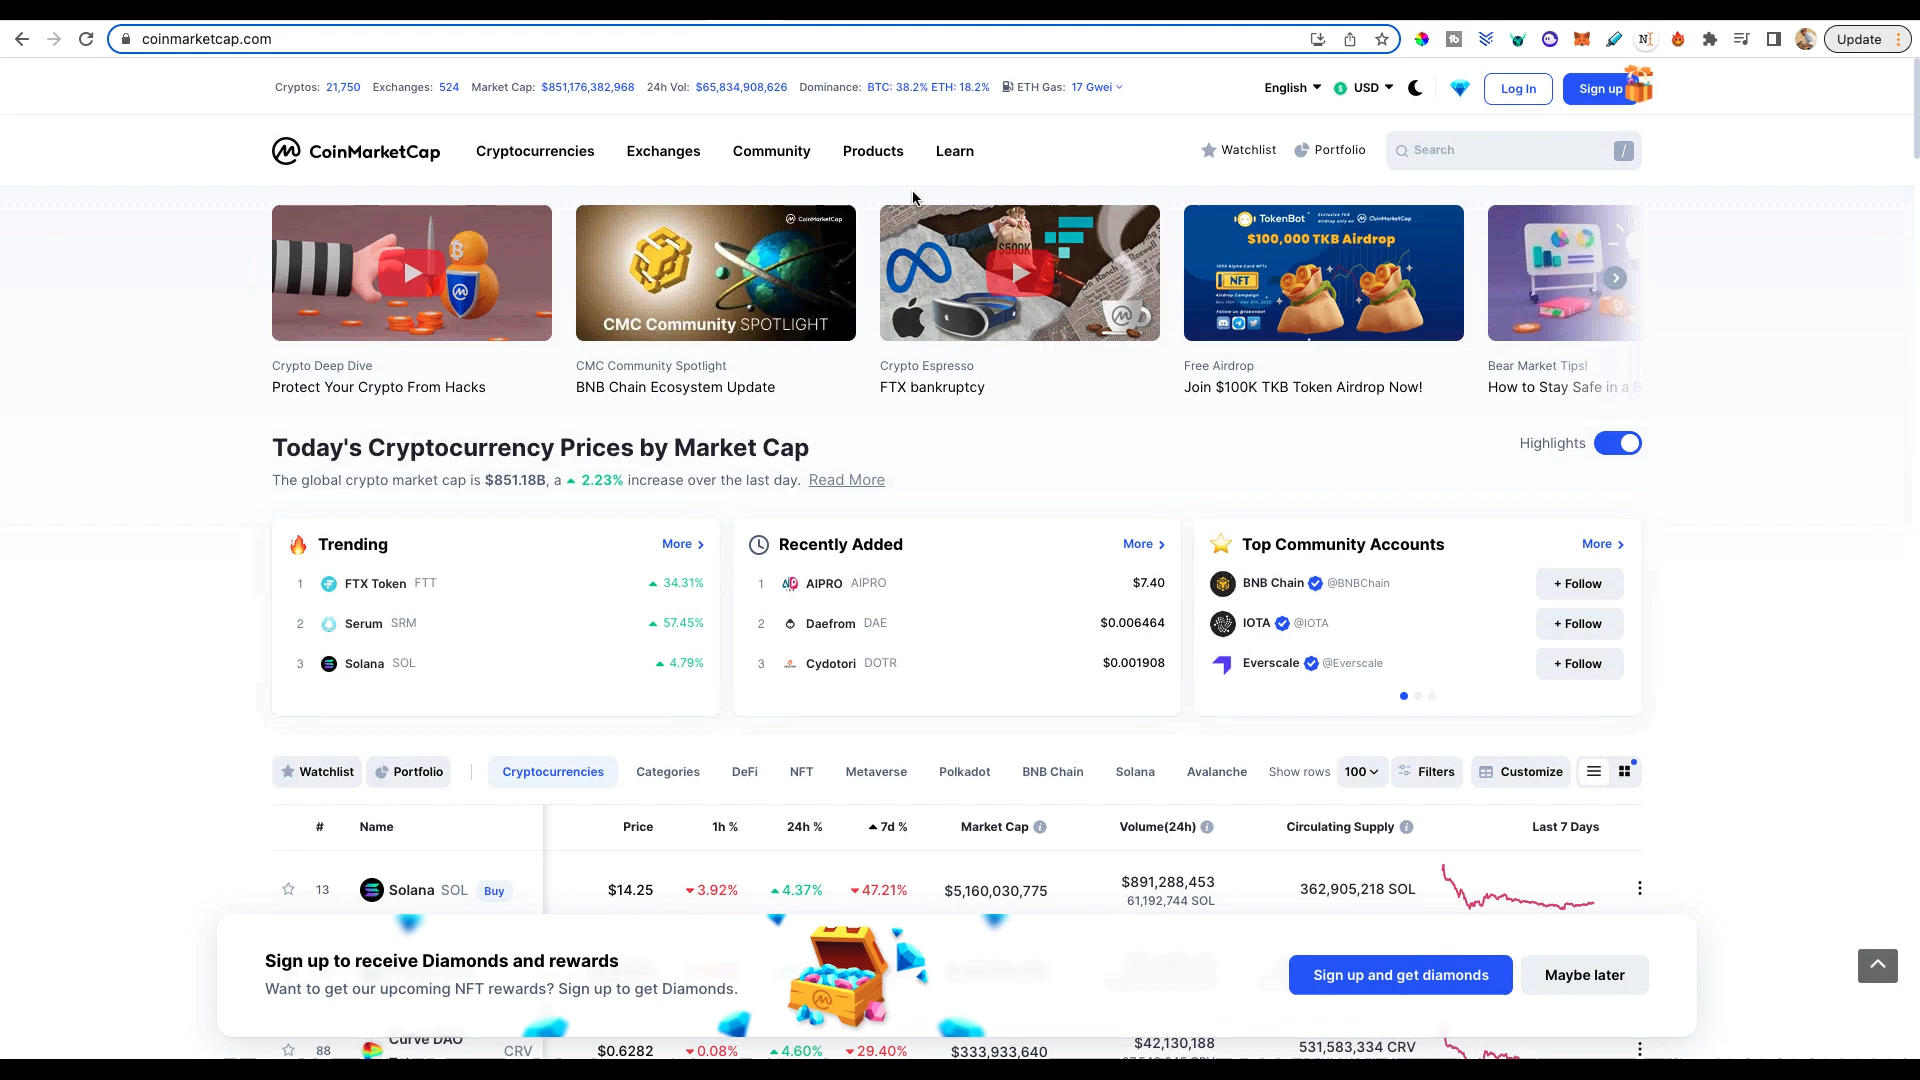 coinmarketcap.com
Update
Cryptos: 21,750 Exchanges: 524 Market Cap: $851,176,382,968 24h Vol: $65,834,908,626 Dominance: BTC: 38.2% ETH: 18.2% ETH Gas: 17 Gwei
English USD Log In Sign up
CoinMarketCap Cryptocurrencies Exchanges Community Products Learn
Watchlist Portfolio Search /
CoinMarketCap
CMC Community SPOTLIGHT
$500K
TokenBot Exclusive TKB airdrop only on CoinMarketCap
$100,000 TKB Airdrop
NFT
Airdrop Campaign
Crypto Deep Dive
Protect Your Crypto From Hacks
CMC Community Spotlight
BNB Chain Ecosystem Update
Crypto Espresso
FTX bankruptcy
Free Airdrop
Join $100K TKB Token Airdrop Now!
Bear Market Tips!
How to Stay Safe in a
Today's Cryptocurrency Prices by Market Cap
Highlights
The global crypto market cap is $851.18B, a 2.23% increase over the last day. Read More
Trending More
1 FTX Token FTT 34.31%
2 Serum SRM 57.45%
3 Solana SOL 4.79%
Recently Added More
1 AIPRO AIPRO $7.40
2 Daefrom DAE $0.006464
3 Cydotori DOTR $0.001908
Top Community Accounts More
BNB Chain @BNBChain + Follow
IOTA @IOTA + Follow
Everscale @Everscale + Follow
Watchlist Portfolio Cryptocurrencies Categories DeFi NFT Metaverse Polkadot BNB Chain Solana Avalanche Show rows 100 Filters Customize
# Name Price 1h % 24h % 7d % Market Cap Volume(24h) Circulating Supply Last 7 Days
13 Solana SOL Buy $14.25 3.92% 4.37% 47.21% $5,160,030,775 $891,288,453 362,905,218 SOL
61,192,744 SOL
Sign up to receive Diamonds and rewards
Want to get our upcoming NFT rewards? Sign up to get Diamonds.
Sign up and get diamonds Maybe later
88 Curve DAO CRV $0.6282 0.08% 4.60% 29.40% $333,933,640 $42,130,188 531,583,334 CRV